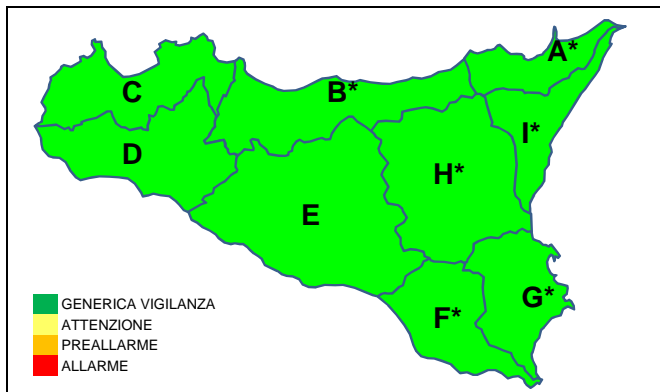 A*
C
B*
I*
D
H*
E
G*
F*
GENERICA VIGILANZA
ATTENZIONE
PREALLARME
ALLARME